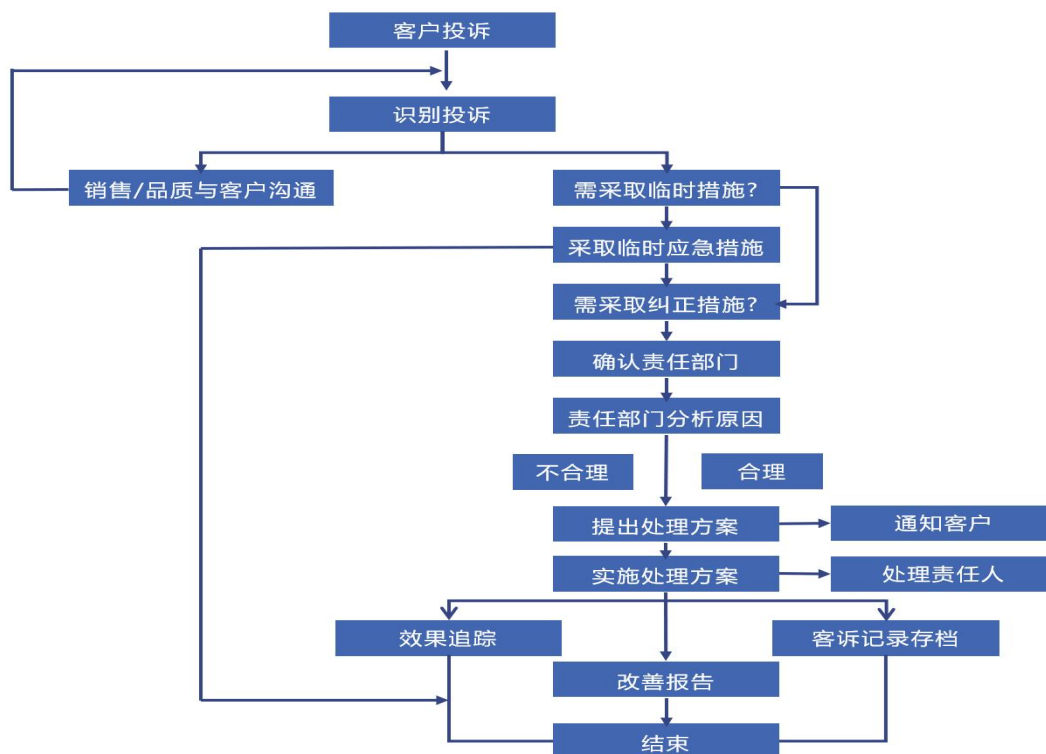 客户投诉
识别投诉
销售/品质与客户沟通
需采取临时措施?
采取临时应急措施
需采取纠正措施?
确认责任部门
责任部门分析原因
不合理
合理
提出处理方案
通知客户
实施处理方案
处理责任人
效果追踪
客诉记录存档
改善报告
结束